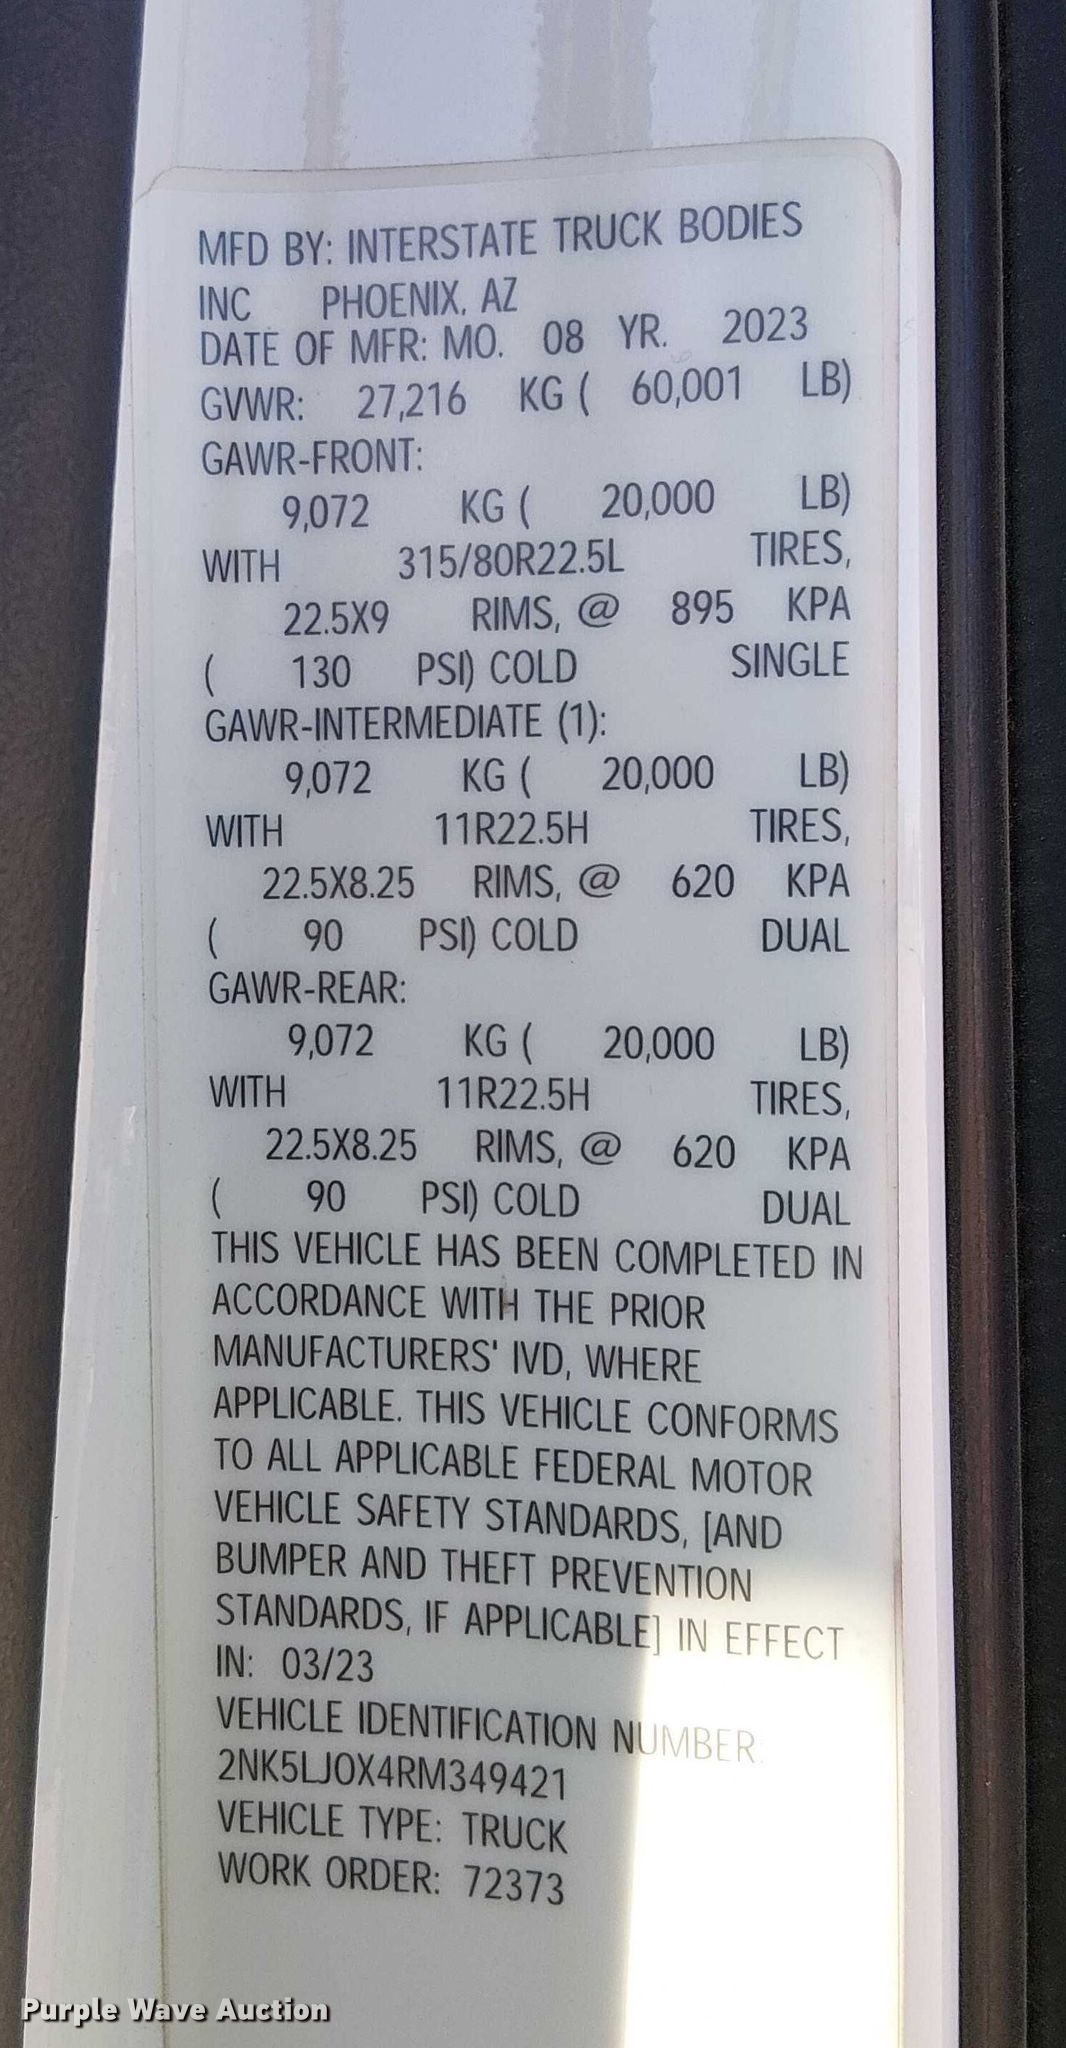 MFD BY: INTERSTATE TRUCK BODIES
INC PHOENIX, AZ
DATE OF MFR: MO. 08 YR. 2023
GVWR: 27,216 KG ( 60,001 LB)
GAWR-FRONT:
9,072 KG ( 20,000 LB)
WITH 315/80R22.5L TIRES,
22.5X9 RIMS, @ 895 KPA
( 130 PSI) COLD SINGLE
GAWR-INTERMEDIATE (1):
9,072 KG ( 20,000 LB)
WITH 11R22.5H TIRES,
22.5X8.25 RIMS, @ 620 KPA
( 90 PSI) COLD DUAL
GAWR-REAR:
9,072 KG ( 20,000 LB)
WITH 11R22.5H TIRES,
22.5X8.25 RIMS, @ 620 KPA
( 90 PSI) COLD DUAL
THIS VEHICLE HAS BEEN COMPLETED IN
ACCORDANCE WITH THE PRIOR
MANUFACTURERS' IVD, WHERE
APPLICABLE. THIS VEHICLE CONFORMS
TO ALL APPLICABLE FEDERAL MOTOR
VEHICLE SAFETY STANDARDS, [AND
BUMPER AND THEFT PREVENTION
STANDARDS, IF APPLICABLE] IN EFFECT
IN: 03/23
VEHICLE IDENTIFICATION NUMBER:
2NK5LJ0X4RM349421
VEHICLE TYPE: TRUCK
WORK ORDER: 72373
Purple Wave Auction